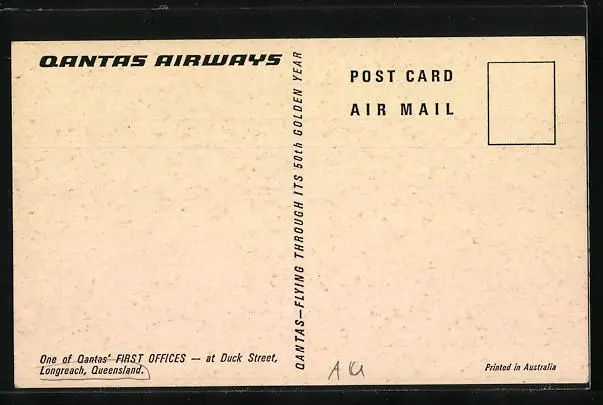 QANTAS AIRWAYS
One of Qantas' FIRST OFFICES — at Duck Street,
Longreach, Queensland.
QANTAS—FLYING THROUGH ITS 50th GOLDEN YEAR
POST CARD
AIR MAIL
Printed in Australia